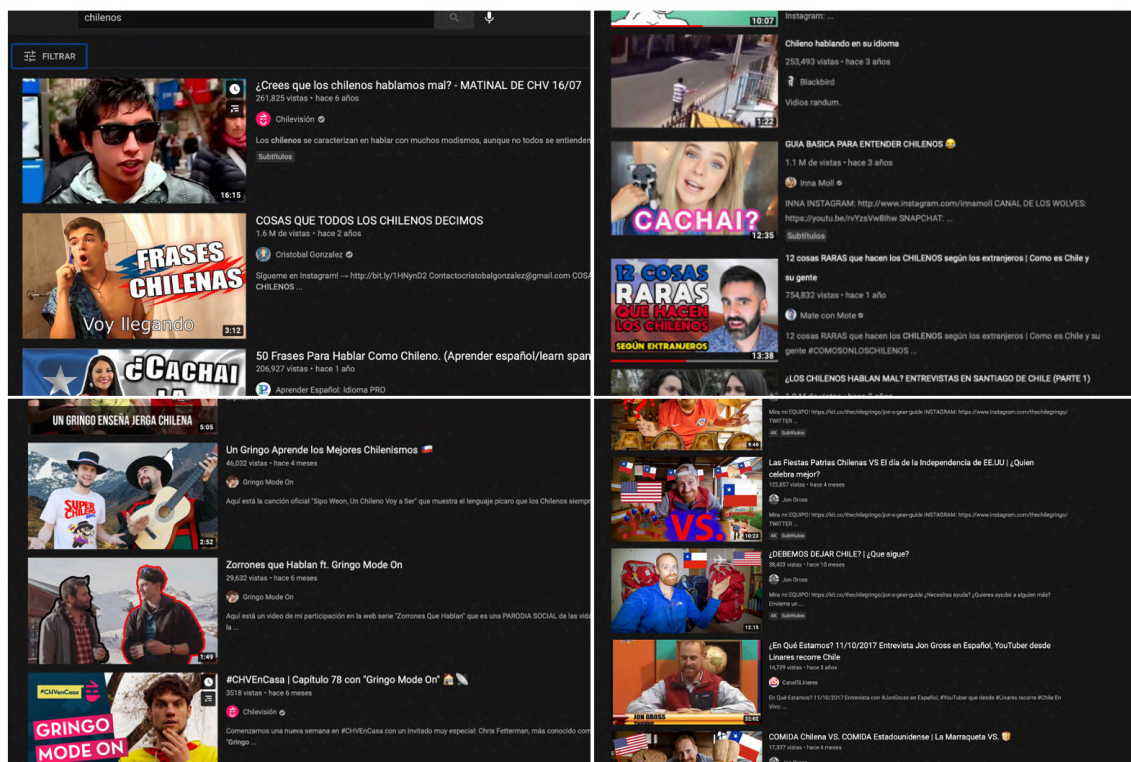 chilenos
FILTRAR
¿Crees que los chilenos hablamos mal? - MATINAL DE CHV 16/07
261,825 vistas • hace 6 años
Chilevisión
Los chilenos se caracterizan en hablar con muchos modismos, aunque no todos se entienden
Subtítulos
16:15
COSAS QUE TODOS LOS CHILENOS DECIMOS
1.6 M de vistas • hace 2 años
Cristobal Gonzalez
Sígueme en Instagram! → http://bit.ly/1HNynD2 Contactocristobalgonzalez@gmail.com COSA
CHILENOS ...
FRASES
CHILENAS
Voy llegando
3:12
50 Frases Para Hablar Como Chileno. (Aprender español/learn span
206,927 vistas • hace 1 año
Aprender Español: Idioma PRO
¿CACHAI
LA
10:07
Instagram: ...
Chileno hablando en su idioma
253,493 vistas • hace 3 años
Blackbird
Vidios randum.
1:22
GUIA BASICA PARA ENTENDER CHILENOS 😂
1.1 M de vistas • hace 3 años
Inna Moll
INNA INSTAGRAM: http://www.instagram.com/innamoll CANAL DE LOS WOLVES:
https://youtu.be/rvYzsVwBIhw SNAPCHAT: ...
Subtítulos
CACHAI?
12:35
12 cosas RARAS que hacen los CHILENOS según los extranjeros | Como es Chile y
su gente
754,832 vistas • hace 1 año
Mate con Mote
12 cosas RARAS que hacen los CHILENOS según los extranjeros | Como es Chile y su
gente #COMOSONLOSCHILENOS ...
12 COSAS
RARAS
QUE HACEN
LOS CHILENOS
SEGÚN EXTRANJEROS
13:38
¿LOS CHILENOS HABLAN MAL? ENTREVISTAS EN SANTIAGO DE CHILE (PARTE 1)
UN GRINGO ENSEÑA JERGA CHILENA
5:05
Un Gringo Aprende los Mejores Chilenismos 🇨🇱
46,032 vistas • hace 4 meses
Gringo Mode On
Aquí está la canción oficial "Sipo Weon, Un Chileno Voy a Ser" que muestra el lenguaje picaro que los Chilenos siempr
SUPER
CHILENO
BROS.
2:52
Zorrones que Hablan ft. Gringo Mode On
29,632 vistas • hace 6 meses
Gringo Mode On
Aquí está un video de mi participación en la web serie "Zorrones Que Hablan" que es una PARODIA SOCIAL de las vida
la ...
1:49
#CHVenCasa
GRINGO
MODE ON
#CHVEnCasa | Capítulo 78 con "Gringo Mode On" 🏠📡
3518 vistas • hace 6 meses
Chilevisión
Comenzamos una nueva semana en #CHVEnCasa con un invitado muy especial: Chris Fetterman, más conocido com
"Gringo ...
Mira mi EQUIPO! https://kit.co/thechilegringo/jon-s-gear-guide INSTAGRAM: https://www.instagram.com/thechilegringo/
TWITTER ...
4K Subtítulos
9:46
Las Fiestas Patrias Chilenas VS El día de la Independencia de EE.UU | ¿Quien
celebra mejor?
122,857 vistas • hace 4 meses
Jon Gross
Mira mi EQUIPO! https://kit.co/thechilegringo/jon-s-gear-guide INSTAGRAM: https://www.instagram.com/thechilegringo/
TWITTER ...
4K Subtítulos
VS.
10:23
¿DEBEMOS DEJAR CHILE? | ¿Que sigue?
38,403 vistas • hace 10 meses
Jon Gross
Mira mi EQUIPO! https://kit.co/thechilegringo/jon-s-gear-guide ¿Necesitas ayuda? ¿Quieres ayudar a alguien más?
Envieme un...
4K Subtítulos
12:15
¿En Qué Estamos? 11/10/2017 Entrevista Jon Gross en Español, YouTuber desde
Linares recorre Chile
14,729 vistas • hace 3 años
Canal5Linares
En Qué Estamos? 11/10/2017 Entrevista con #JonGross en Español, #YouTuber que desde #Linares recorre #Chile En
Vivo: ...
JON GROSS
Youtuber
32:02
COMIDA Chilena VS. COMIDA Estadounidense | La Marraqueta VS. 🍞
17,327 vistas • hace 4 meses
Jon Gross